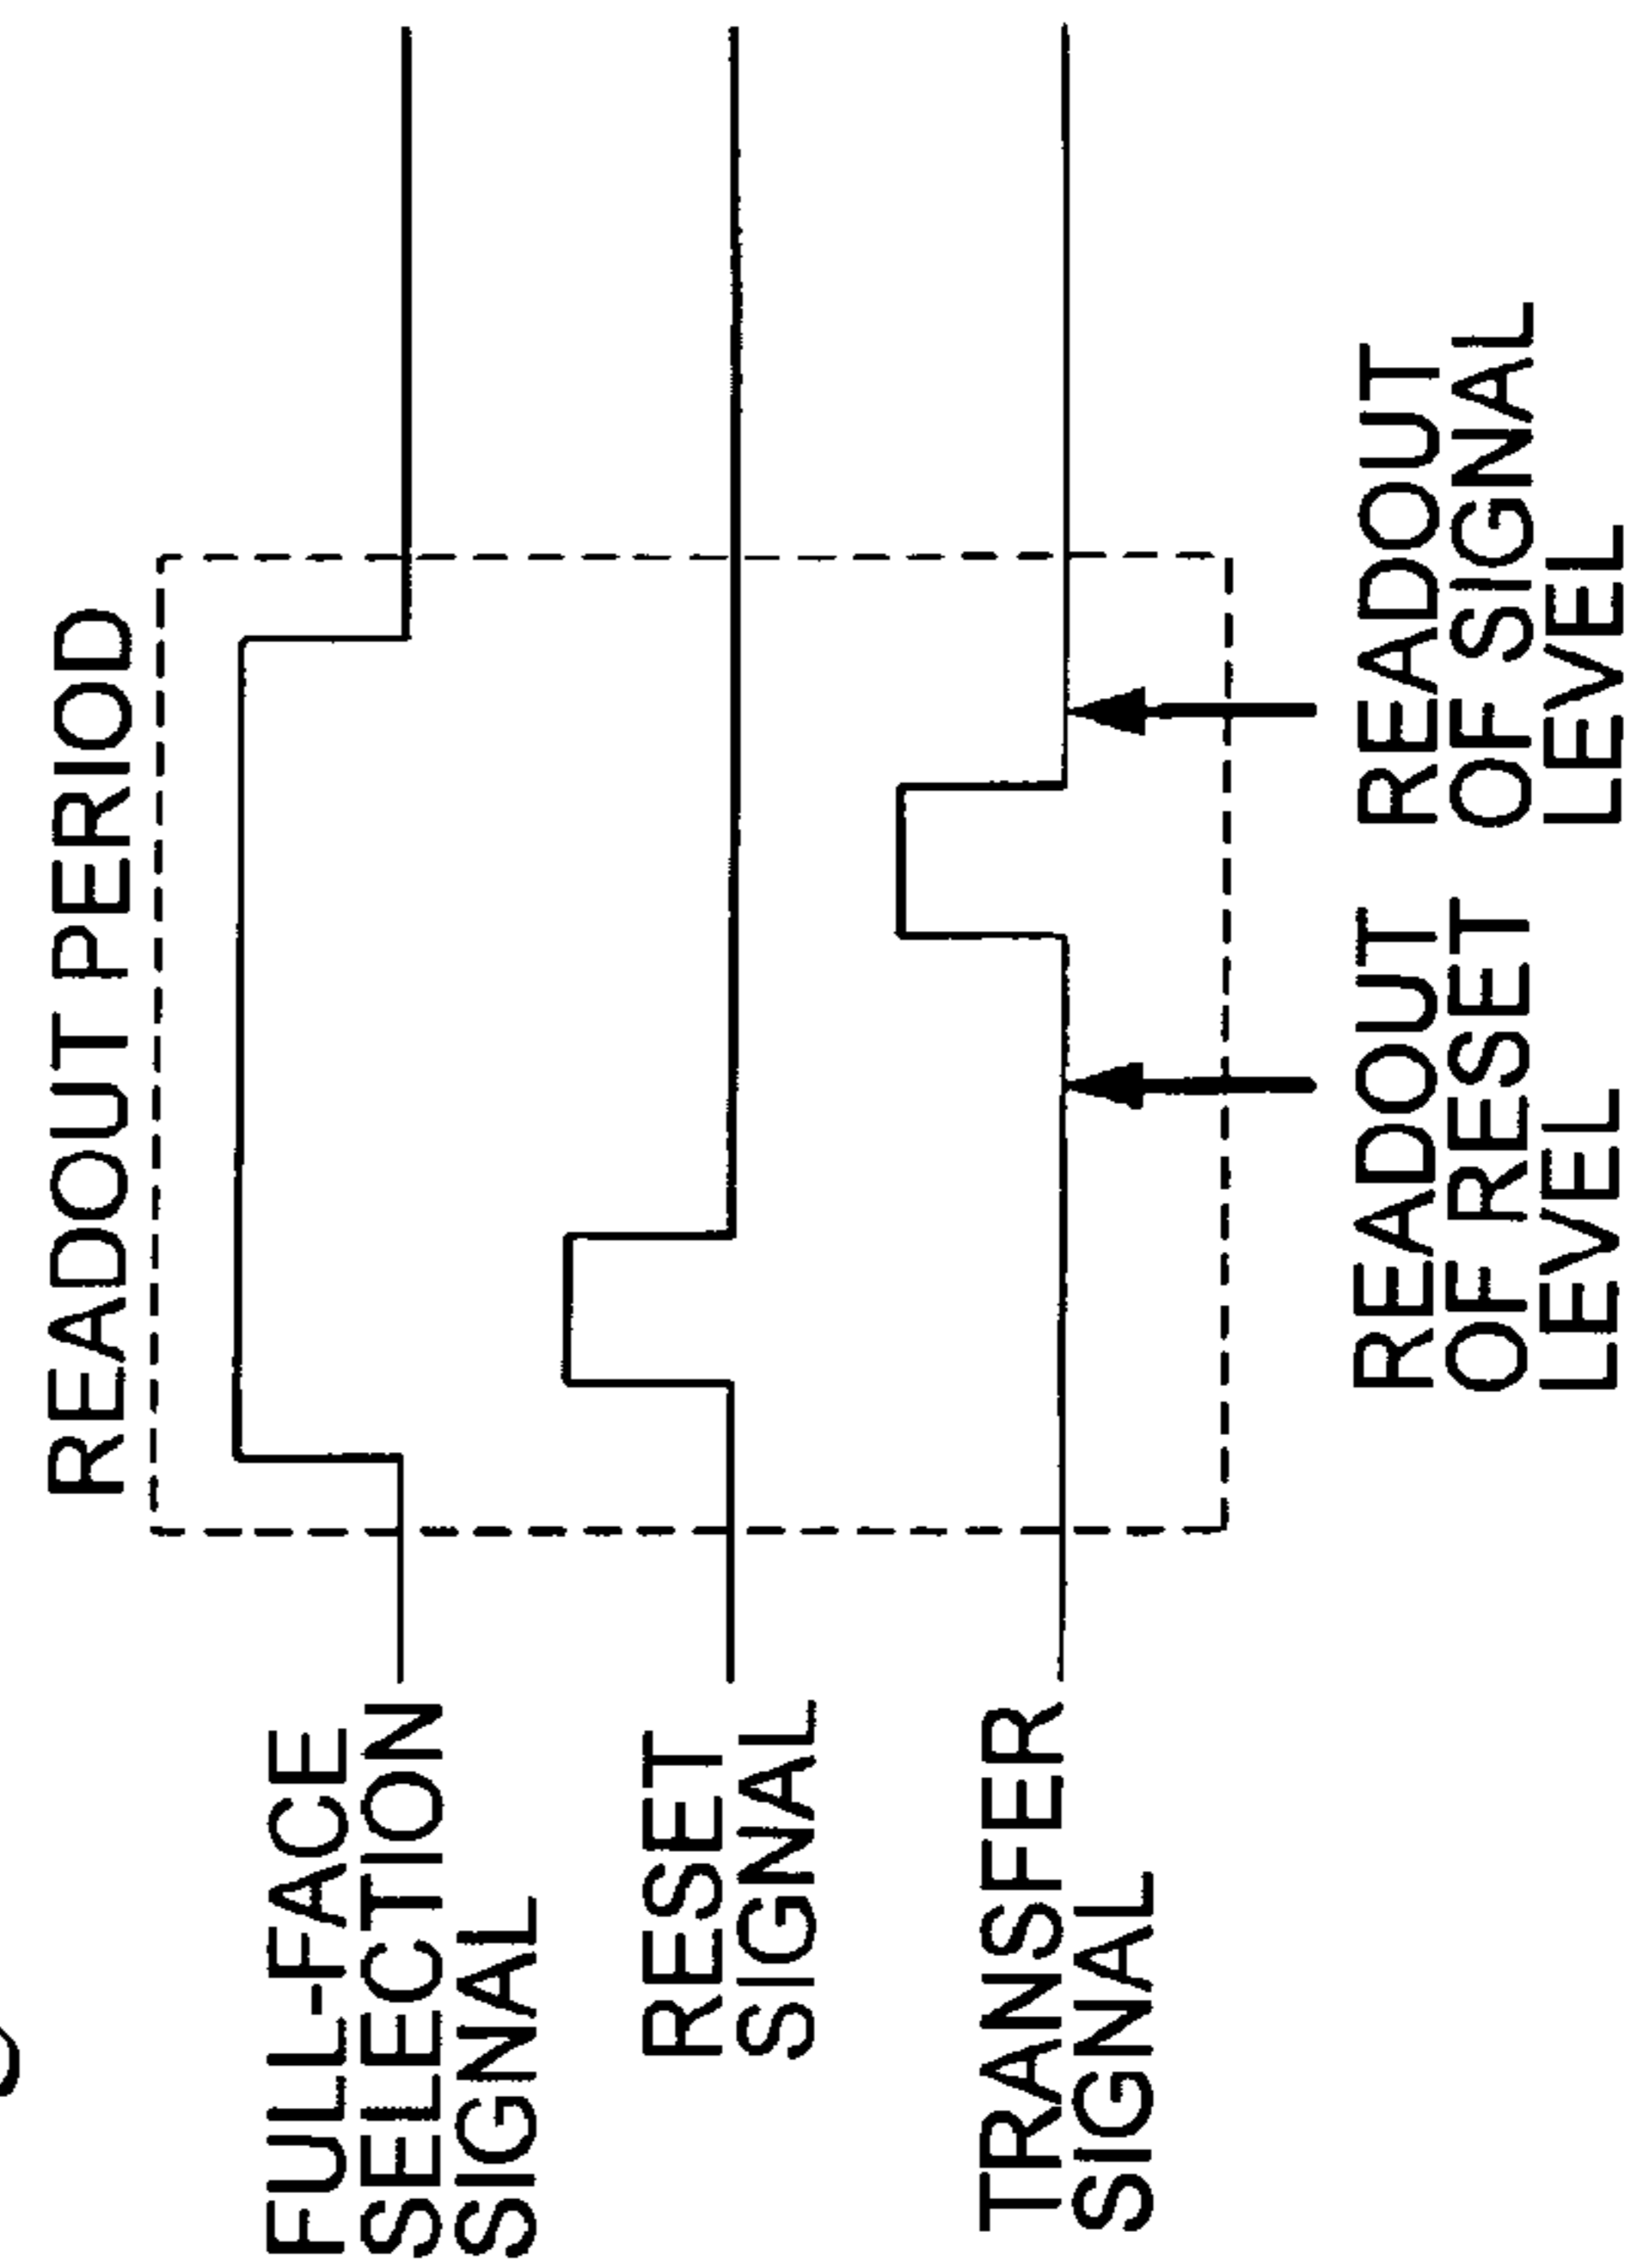 READOUT PERIOD
FULL-FACE
SELECTION
SIGNAL
RESET
SIGNAL
TRANSFER
SIGNAL
READOUT
OF RESET
LEVEL
READOUT
OF SIGNAL
LEVEL